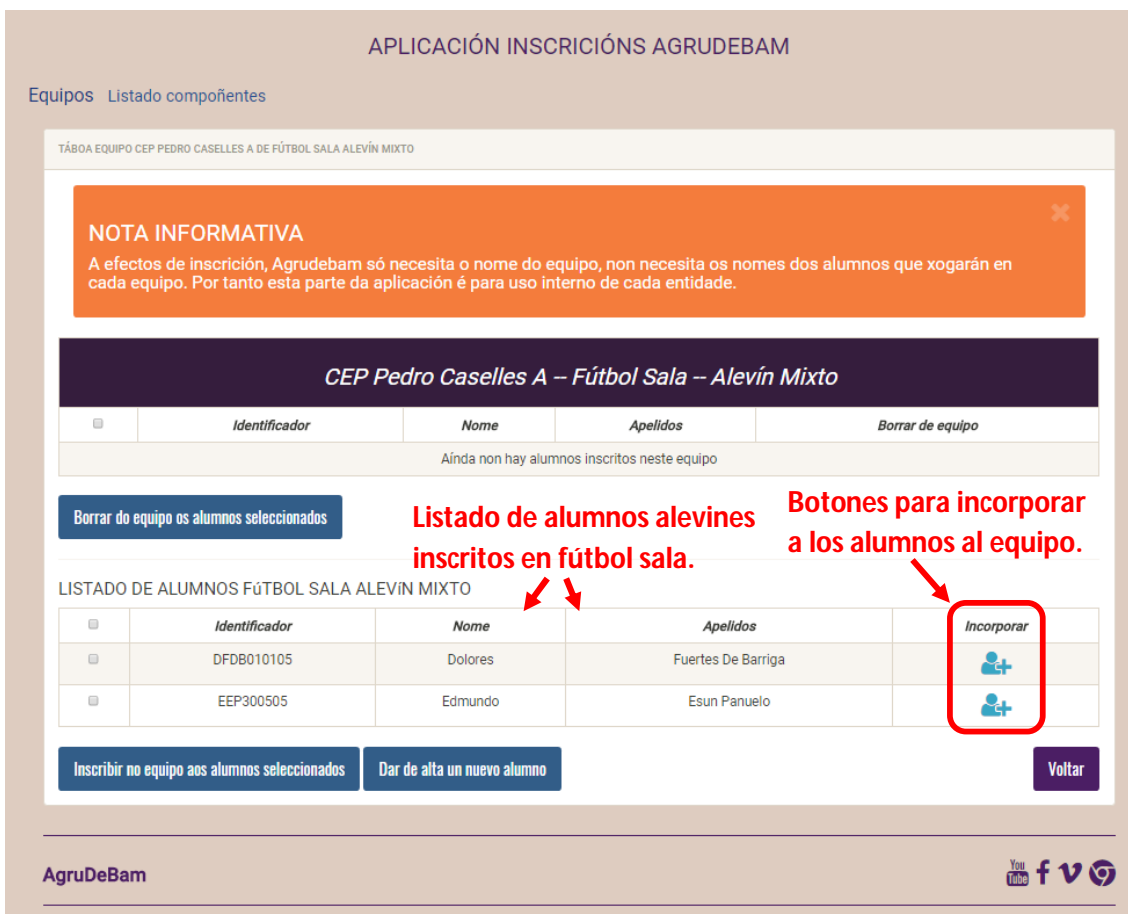 APLICACIÓN INSCRICIÓNS AGRUDEBAM
Equipos Listado compoñentes
TÁBOA EQUIPO CEP PEDRO CASELLES A DE FÚTBOL SALA ALEVÍN MIXTO
NOTA INFORMATIVA
A efectos de inscrición, Agrudebam só necesita o nome do equipo, non necesita os nomes dos alumnos que xogarán en
cada equipo. Por tanto esta parte da aplicación é para uso interno de cada entidade.
CEP Pedro Caselles A -- Fútbol Sala -- Alevín Mixto
Identificador Nome Apelidos Borrar de equipo
Aínda non hay alumnos inscritos neste equipo
Borrar do equipo os alumnos seleccionados
Listado de alumnos alevines
inscritos en fútbol sala.
Botones para incorporar
a los alumnos al equipo.
LISTADO DE ALUMNOS FúTBOL SALA ALEVíN MIXTO
Identificador Nome Apelidos Incorporar
DFDB010105 Dolores Fuertes De Barriga
EEP300505 Edmundo Esun Panuelo
Inscribir no equipo aos alumnos seleccionados Dar de alta un nuevo alumno Voltar
AgruDeBam You Tube